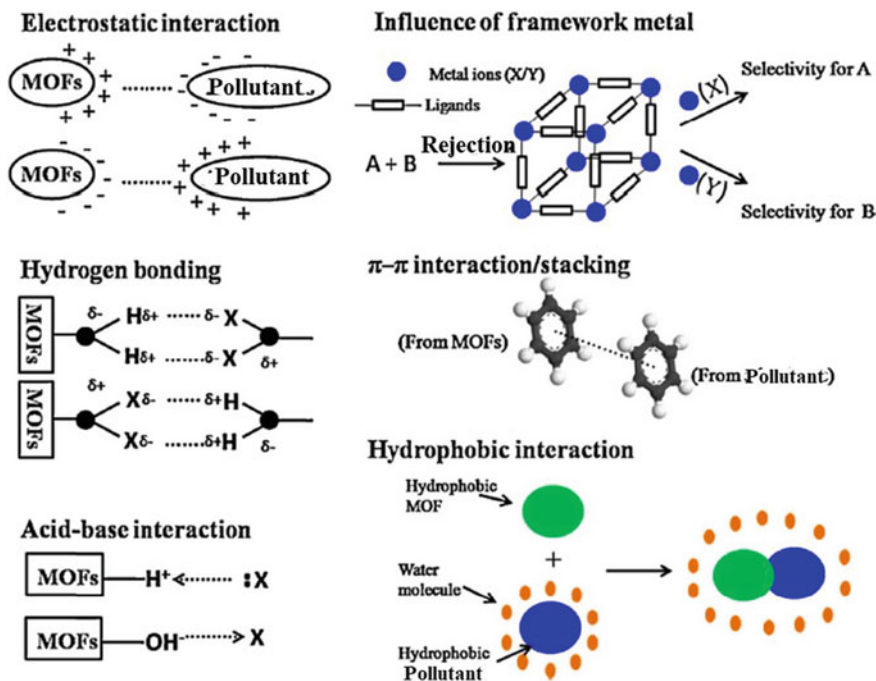 Electrostatic interaction
MOFs + + + + + + + ........ - - - - - - - Pollutant
MOFs - - - - - - - ........ + + + + + + + + Pollutant
Hydrogen bonding
MOFs δ- Hδ+ ...... δ- X
Hδ+ ...... δ- X δ+
MOFs δ+ Xδ- ...... δ+H
Xδ- ...... δ+H δ-
Acid-base interaction
MOFs H+ :X
MOFs OH- X
Influence of framework metal
Metal ions (X/Y)
Ligands
A + B Rejection
(X) Selectivity for A
(Y) Selectivity for B
π–π interaction/stacking
(From MOFs)
(From Pollutant)
Hydrophobic interaction
Hydrophobic
MOF
+
Water
molecule
Hydrophobic
Pollutant